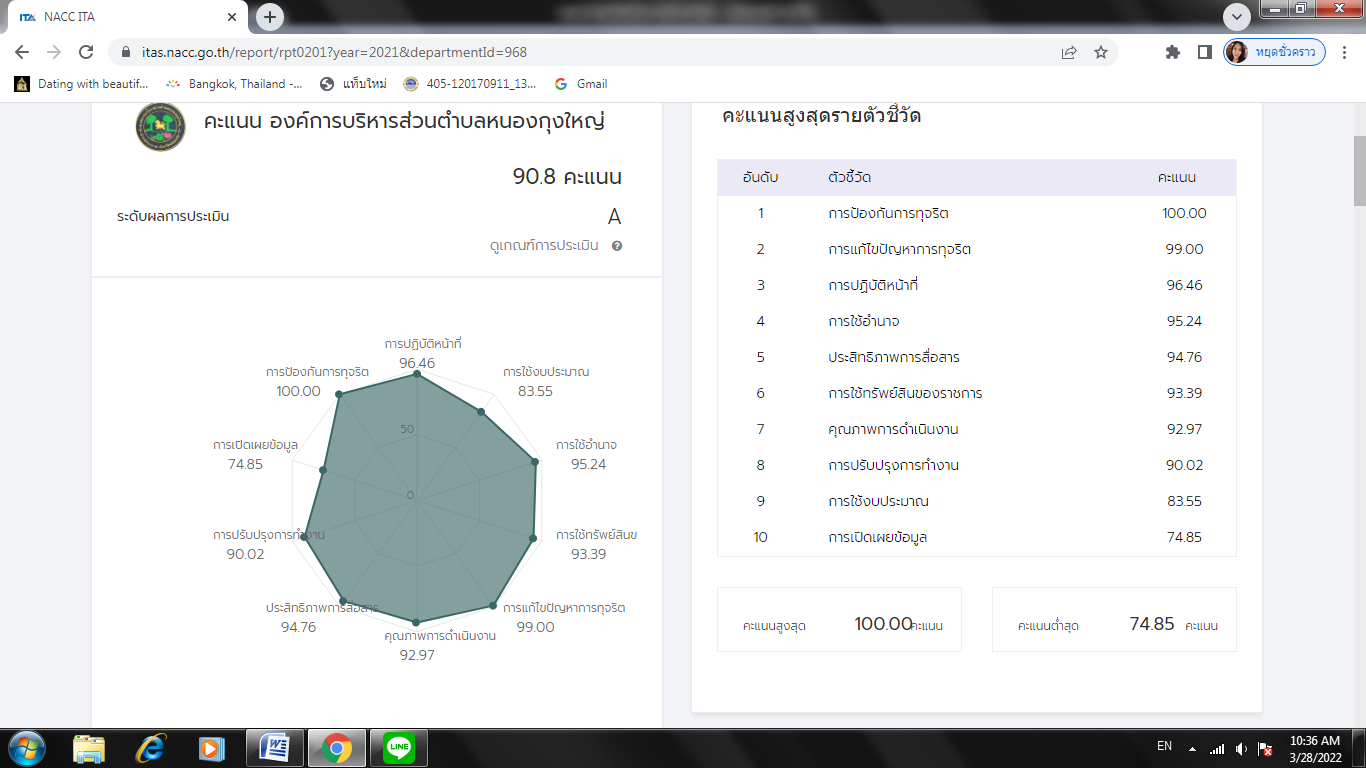 ITA NACC ITA
itas.nacc.go.th/report/rpt0201?year=2021&departmentId=968
หยุดชั่วคราว
Dating with beautif...
Bangkok, Thailand -...
แท็บใหม่
405-120170911_13...
Gmail
คะแนน องค์การบริหารส่วนตำบลหนองกุงใหญ่
90.8 คะแนน
ระดับผลการประเมิน A
ดูเกณฑ์การประเมิน ?
การปฏิบัติหน้าที่
96.46
การใช้งบประมาณ
83.55
การใช้อำนาจ
95.24
การใช้ทรัพย์สินข
93.39
การแก้ไขปัญหาการทุจริต
99.00
คุณภาพการดำเนินงาน
92.97
ประสิทธิภาพการสื่อสาร
94.76
การปรับปรุงการทำงาน
90.02
การเปิดเผยข้อมูล
74.85
การป้องกันการทุจริต
100.00
50
0
คะแนนสูงสุดรายตัวชี้วัด
อันดับ ตัวชี้วัด คะแนน
1 การป้องกันการทุจริต 100.00
2 การแก้ไขปัญหาการทุจริต 99.00
3 การปฏิบัติหน้าที่ 96.46
4 การใช้อำนาจ 95.24
5 ประสิทธิภาพการสื่อสาร 94.76
6 การใช้ทรัพย์สินของราชการ 93.39
7 คุณภาพการดำเนินงาน 92.97
8 การปรับปรุงการทำงาน 90.02
9 การใช้งบประมาณ 83.55
10 การเปิดเผยข้อมูล 74.85
คะแนนสูงสุด 100.00 คะแนน
คะแนนต่ำสุด 74.85 คะแนน
LINE
EN
10:36 AM
3/28/2022